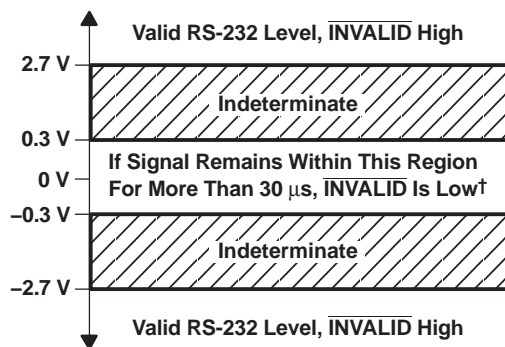 Valid RS-232 Level, INVALID High
2.7 V
Indeterminate
0.3 V
If Signal Remains Within This Region
0 V
For More Than 30 μs, INVALID Is Low†
−0.3 V
Indeterminate
−2.7 V
Valid RS-232 Level, INVALID High